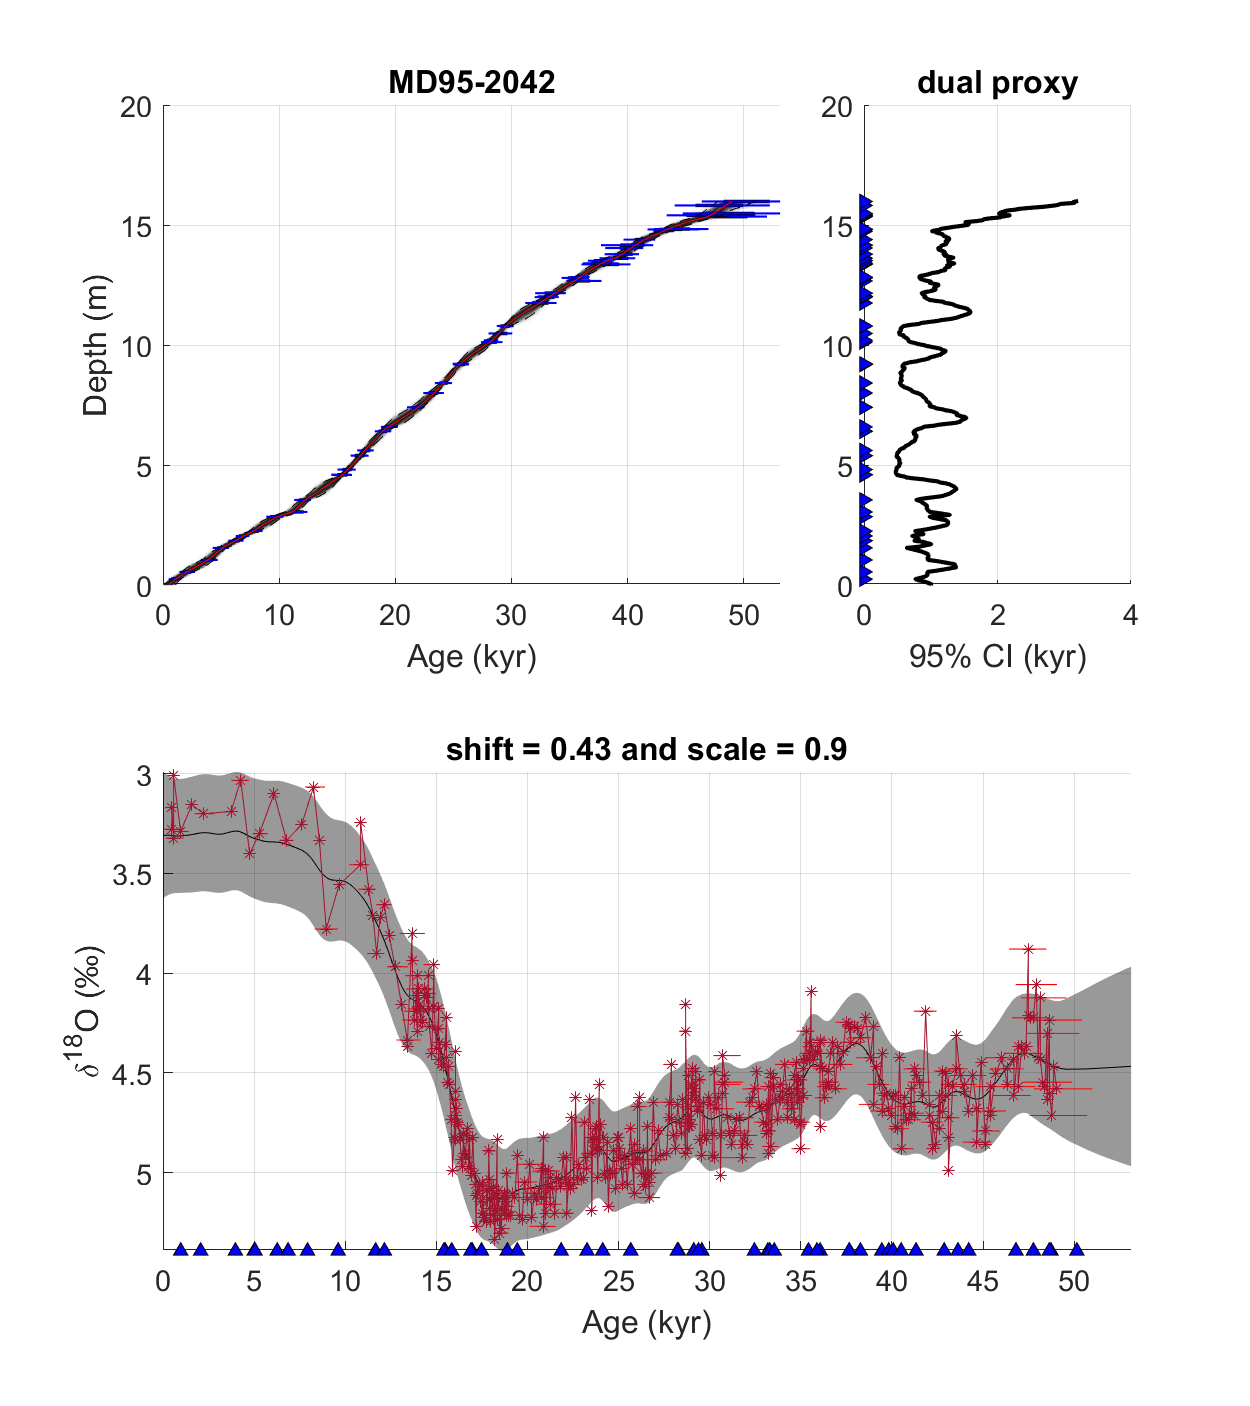 MD95-2042
dual proxy
20
15
10
5
0
0 10 20 30 40 50
Age (kyr)
Depth (m)
20
15
10
5
0
0 2 4
95% CI (kyr)
shift = 0.43 and scale = 0.9
3
3.5
4
4.5
5
δ¹⁸O (‰)
0 5 10 15 20 25 30 35 40 45 50
Age (kyr)